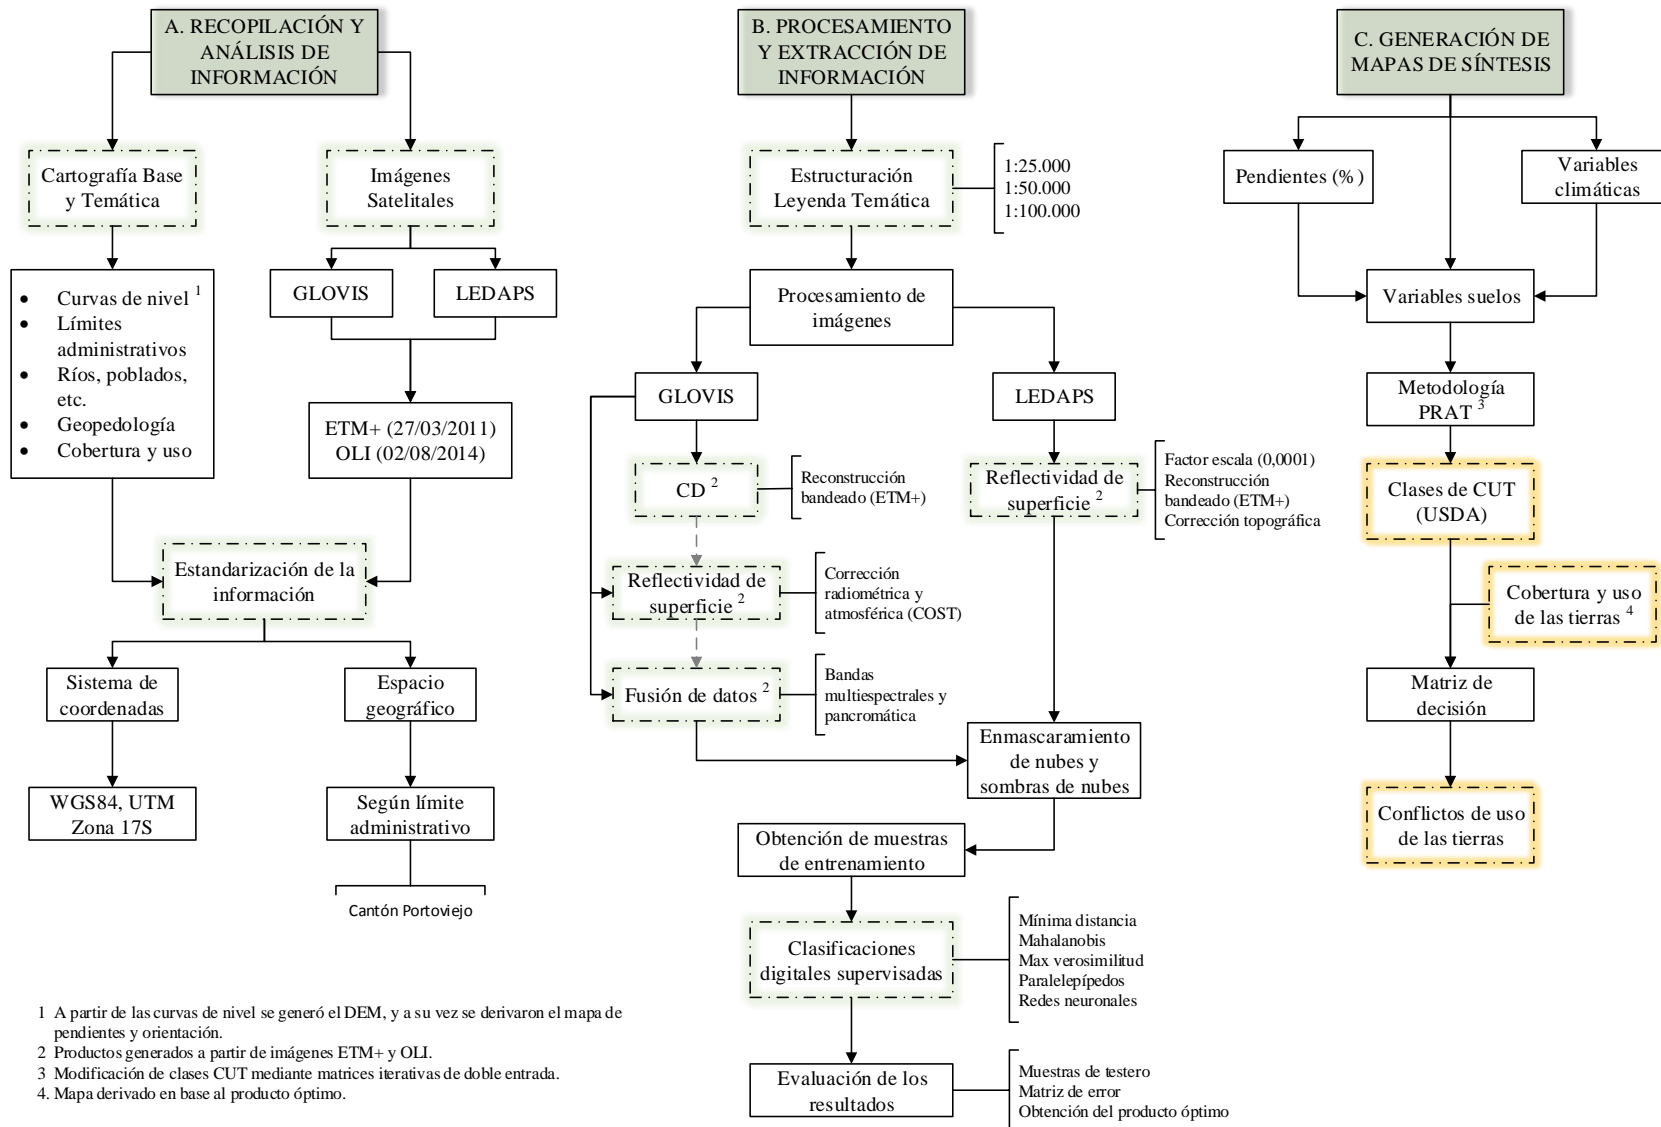 A. RECOPILACIÓN Y
ANÁLISIS DE
INFORMACIÓN
Cartografía Base
y Temática
Imágenes
Satelitales
GLOVIS
LEDAPS
• Curvas de nivel 1
• Límites
administrativos
• Ríos, poblados,
etc.
• Geopedología
• Cobertura y uso
ETM+ (27/03/2011)
OLI (02/08/2014)
Estandarización de la
información
Sistema de
coordenadas
Espacio
geográfico
WGS84, UTM
Zona 17S
Según límite
administrativo
Cantón Portoviejo
1 A partir de las curvas de nivel se generó el DEM, y a su vez se derivaron el mapa de
pendientes y orientación.
2 Productos generados a partir de imágenes ETM+ y OLI.
3 Modificación de clases CUT mediante matrices iterativas de doble entrada.
4. Mapa derivado en base al producto óptimo.
B. PROCESAMIENTO
Y EXTRACCIÓN DE
INFORMACIÓN
Estructuración
Leyenda Temática
1:25.000
1:50.000
1:100.000
Procesamiento de
imágenes
GLOVIS
LEDAPS
CD 2
Reconstrucción
bandeado (ETM+)
Reflectividad de
superficie 2
Factor escala (0,0001)
Reconstrucción
bandeado (ETM+)
Corrección topográfica
Reflectividad de
superficie 2
Corrección
radiométrica y
atmosférica (COST)
Fusión de datos 2
Bandas
multiespectrales y
pancromática
Enmascaramiento
de nubes y
sombras de nubes
Obtención de muestras
de entrenamiento
Clasificaciones
digitales supervisadas
Mínima distancia
Mahalanobis
Max verosimilitud
Paralelepípedos
Redes neuronales
Evaluación de los
resultados
Muestras de testero
Matriz de error
Obtención del producto óptimo
C. GENERACIÓN DE
MAPAS DE SÍNTESIS
Pendientes (%)
Variables
climáticas
Variables suelos
Metodología
PRAT 3
Clases de CUT
(USDA)
Cobertura y uso
de las tierras 4
Matriz de
decisión
Conflictos de uso
de las tierras